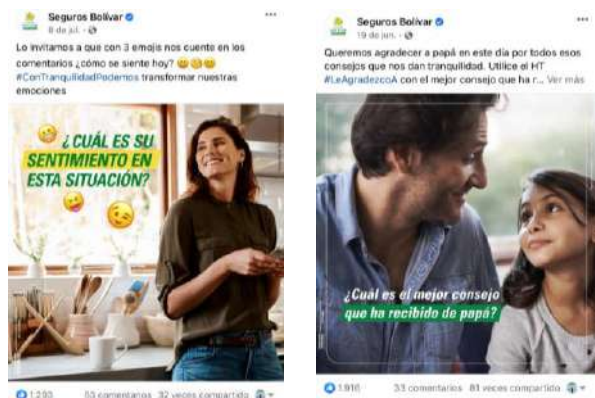 Seguros Bolívar
8 de jul.
Lo invitamos a que con 3 emojis nos cuente en los
comentarios ¿cómo se siente hoy? 😀🤔😄
#ConTranquilidadPodemos transformar nuestras
emociones
¿CUÁL ES SU
SENTIMIENTO EN
ESTA SITUACIÓN?
1.293 53 comentarios 32 veces compartido
Seguros Bolívar
19 de jun.
Queremos agradecer a papá en este día por todos esos
consejos que nos dan tranquilidad. Utilice el HT
#LeAgradezcoA con el mejor consejo que ha r... Ver más
¿Cuál es el mejor consejo
que ha recibido de papá?
1.916 33 comentarios 81 veces compartido